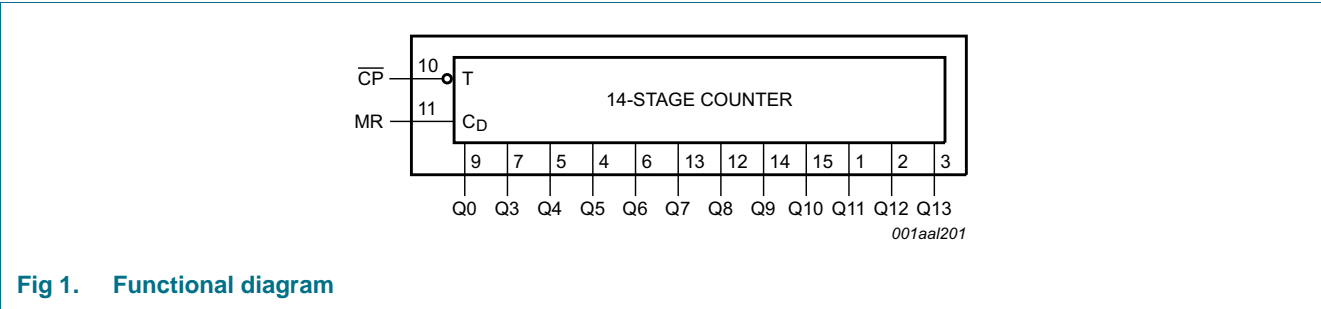 CP 10 T
14-STAGE COUNTER
MR 11 CD
9 7 5 4 6 13 12 14 15 1 2 3
Q0 Q3 Q4 Q5 Q6 Q7 Q8 Q9 Q10 Q11 Q12 Q13
001aal201
Fig 1. Functional diagram